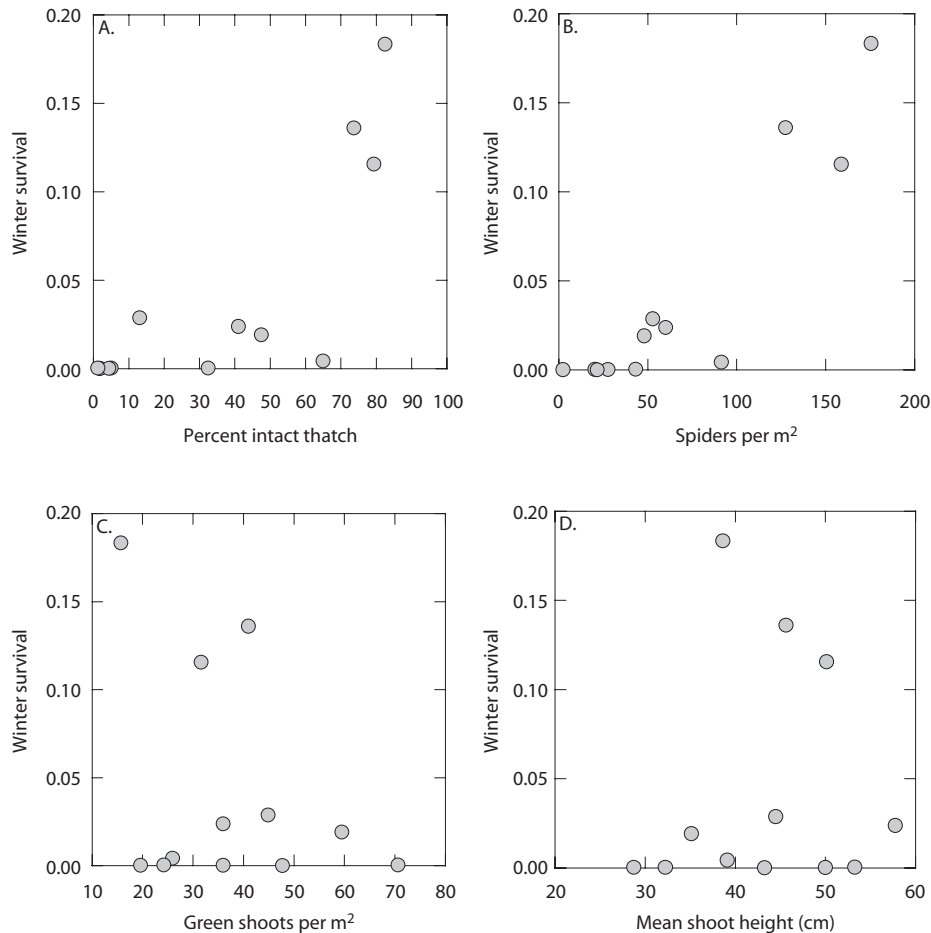 A.
0.20
0.15
0.10
0.05
0.00
Winter survival
0 10 20 30 40 50 60 70 80 90 100
Percent intact thatch
B.
0.20
0.15
0.10
0.05
0.00
Winter survival
0 50 100 150 200
Spiders per m²
C.
0.20
0.15
0.10
0.05
0.00
Winter survival
10 20 30 40 50 60 70 80
Green shoots per m²
D.
0.20
0.15
0.10
0.05
0.00
Winter survival
20 30 40 50 60
Mean shoot height (cm)